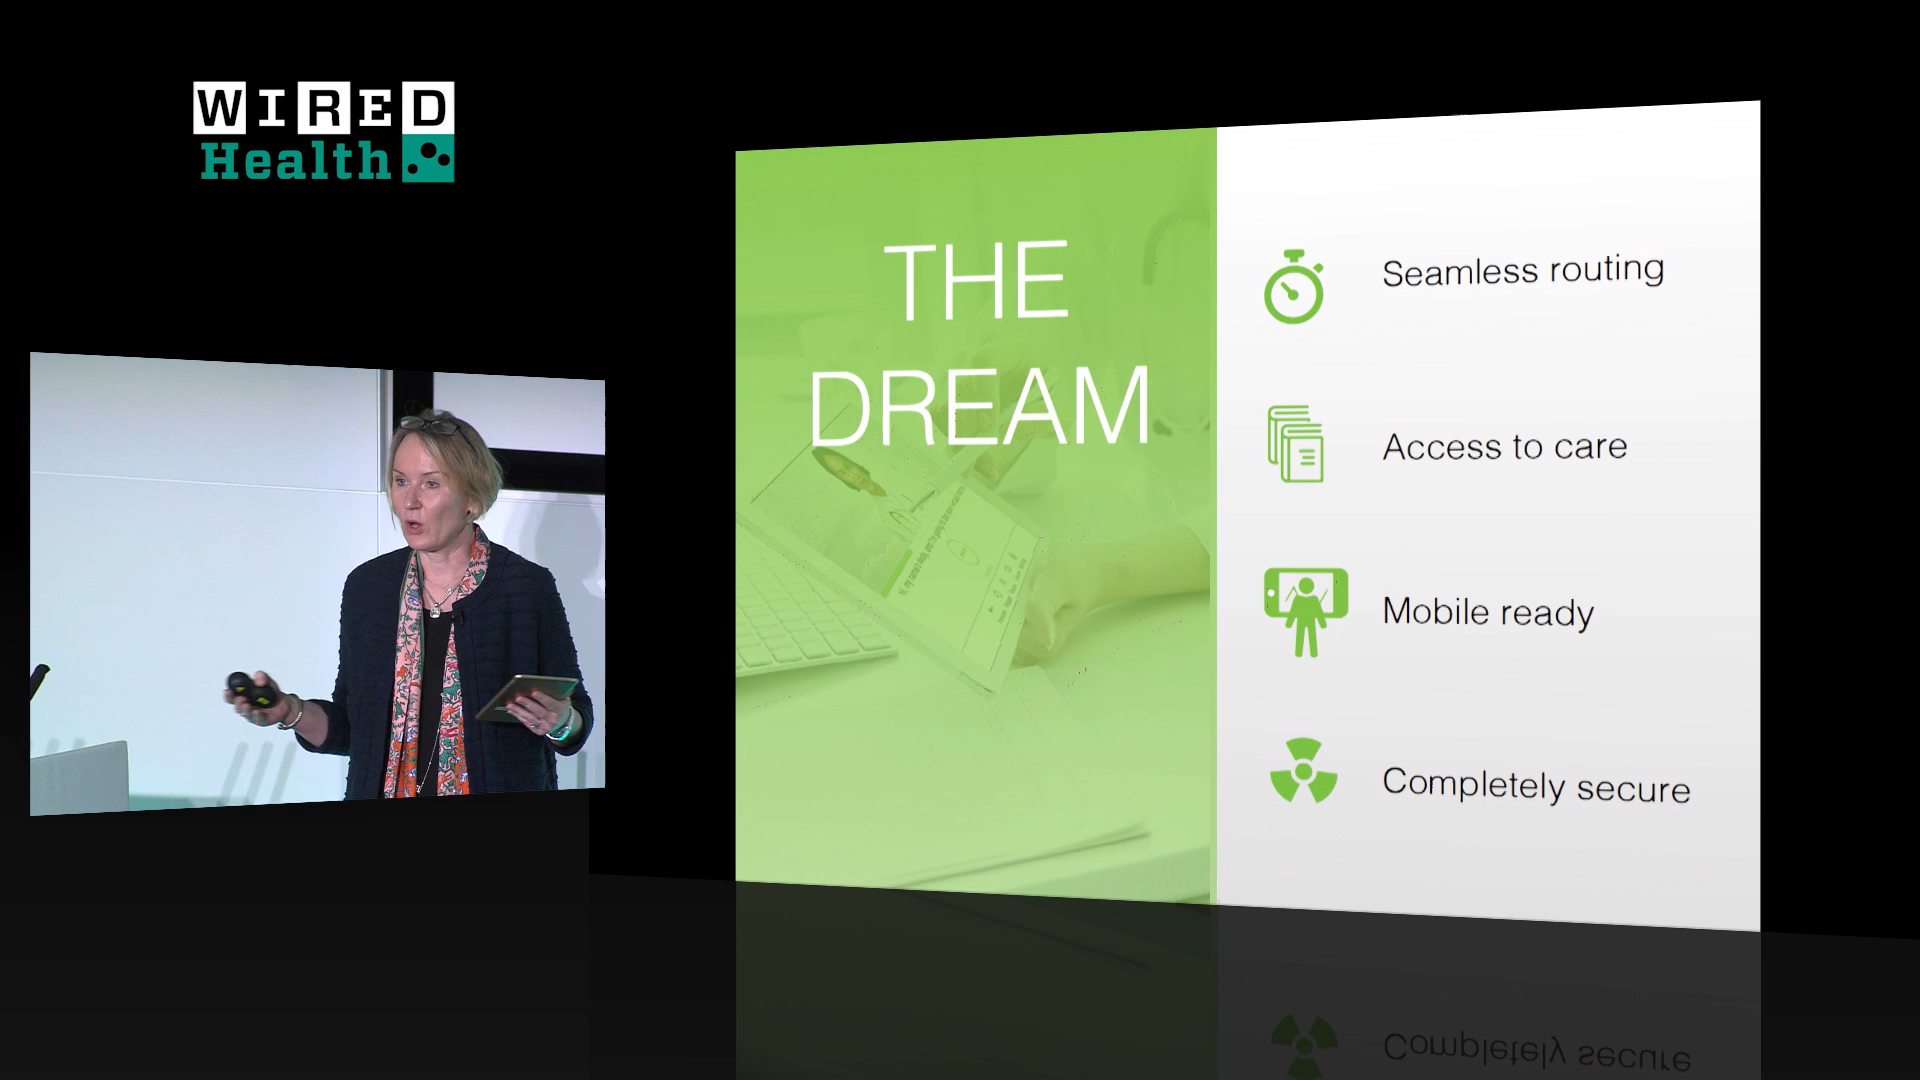 WIRED
Health
THE
DREAM
Seamless routing
Access to care
Mobile ready
Completely secure